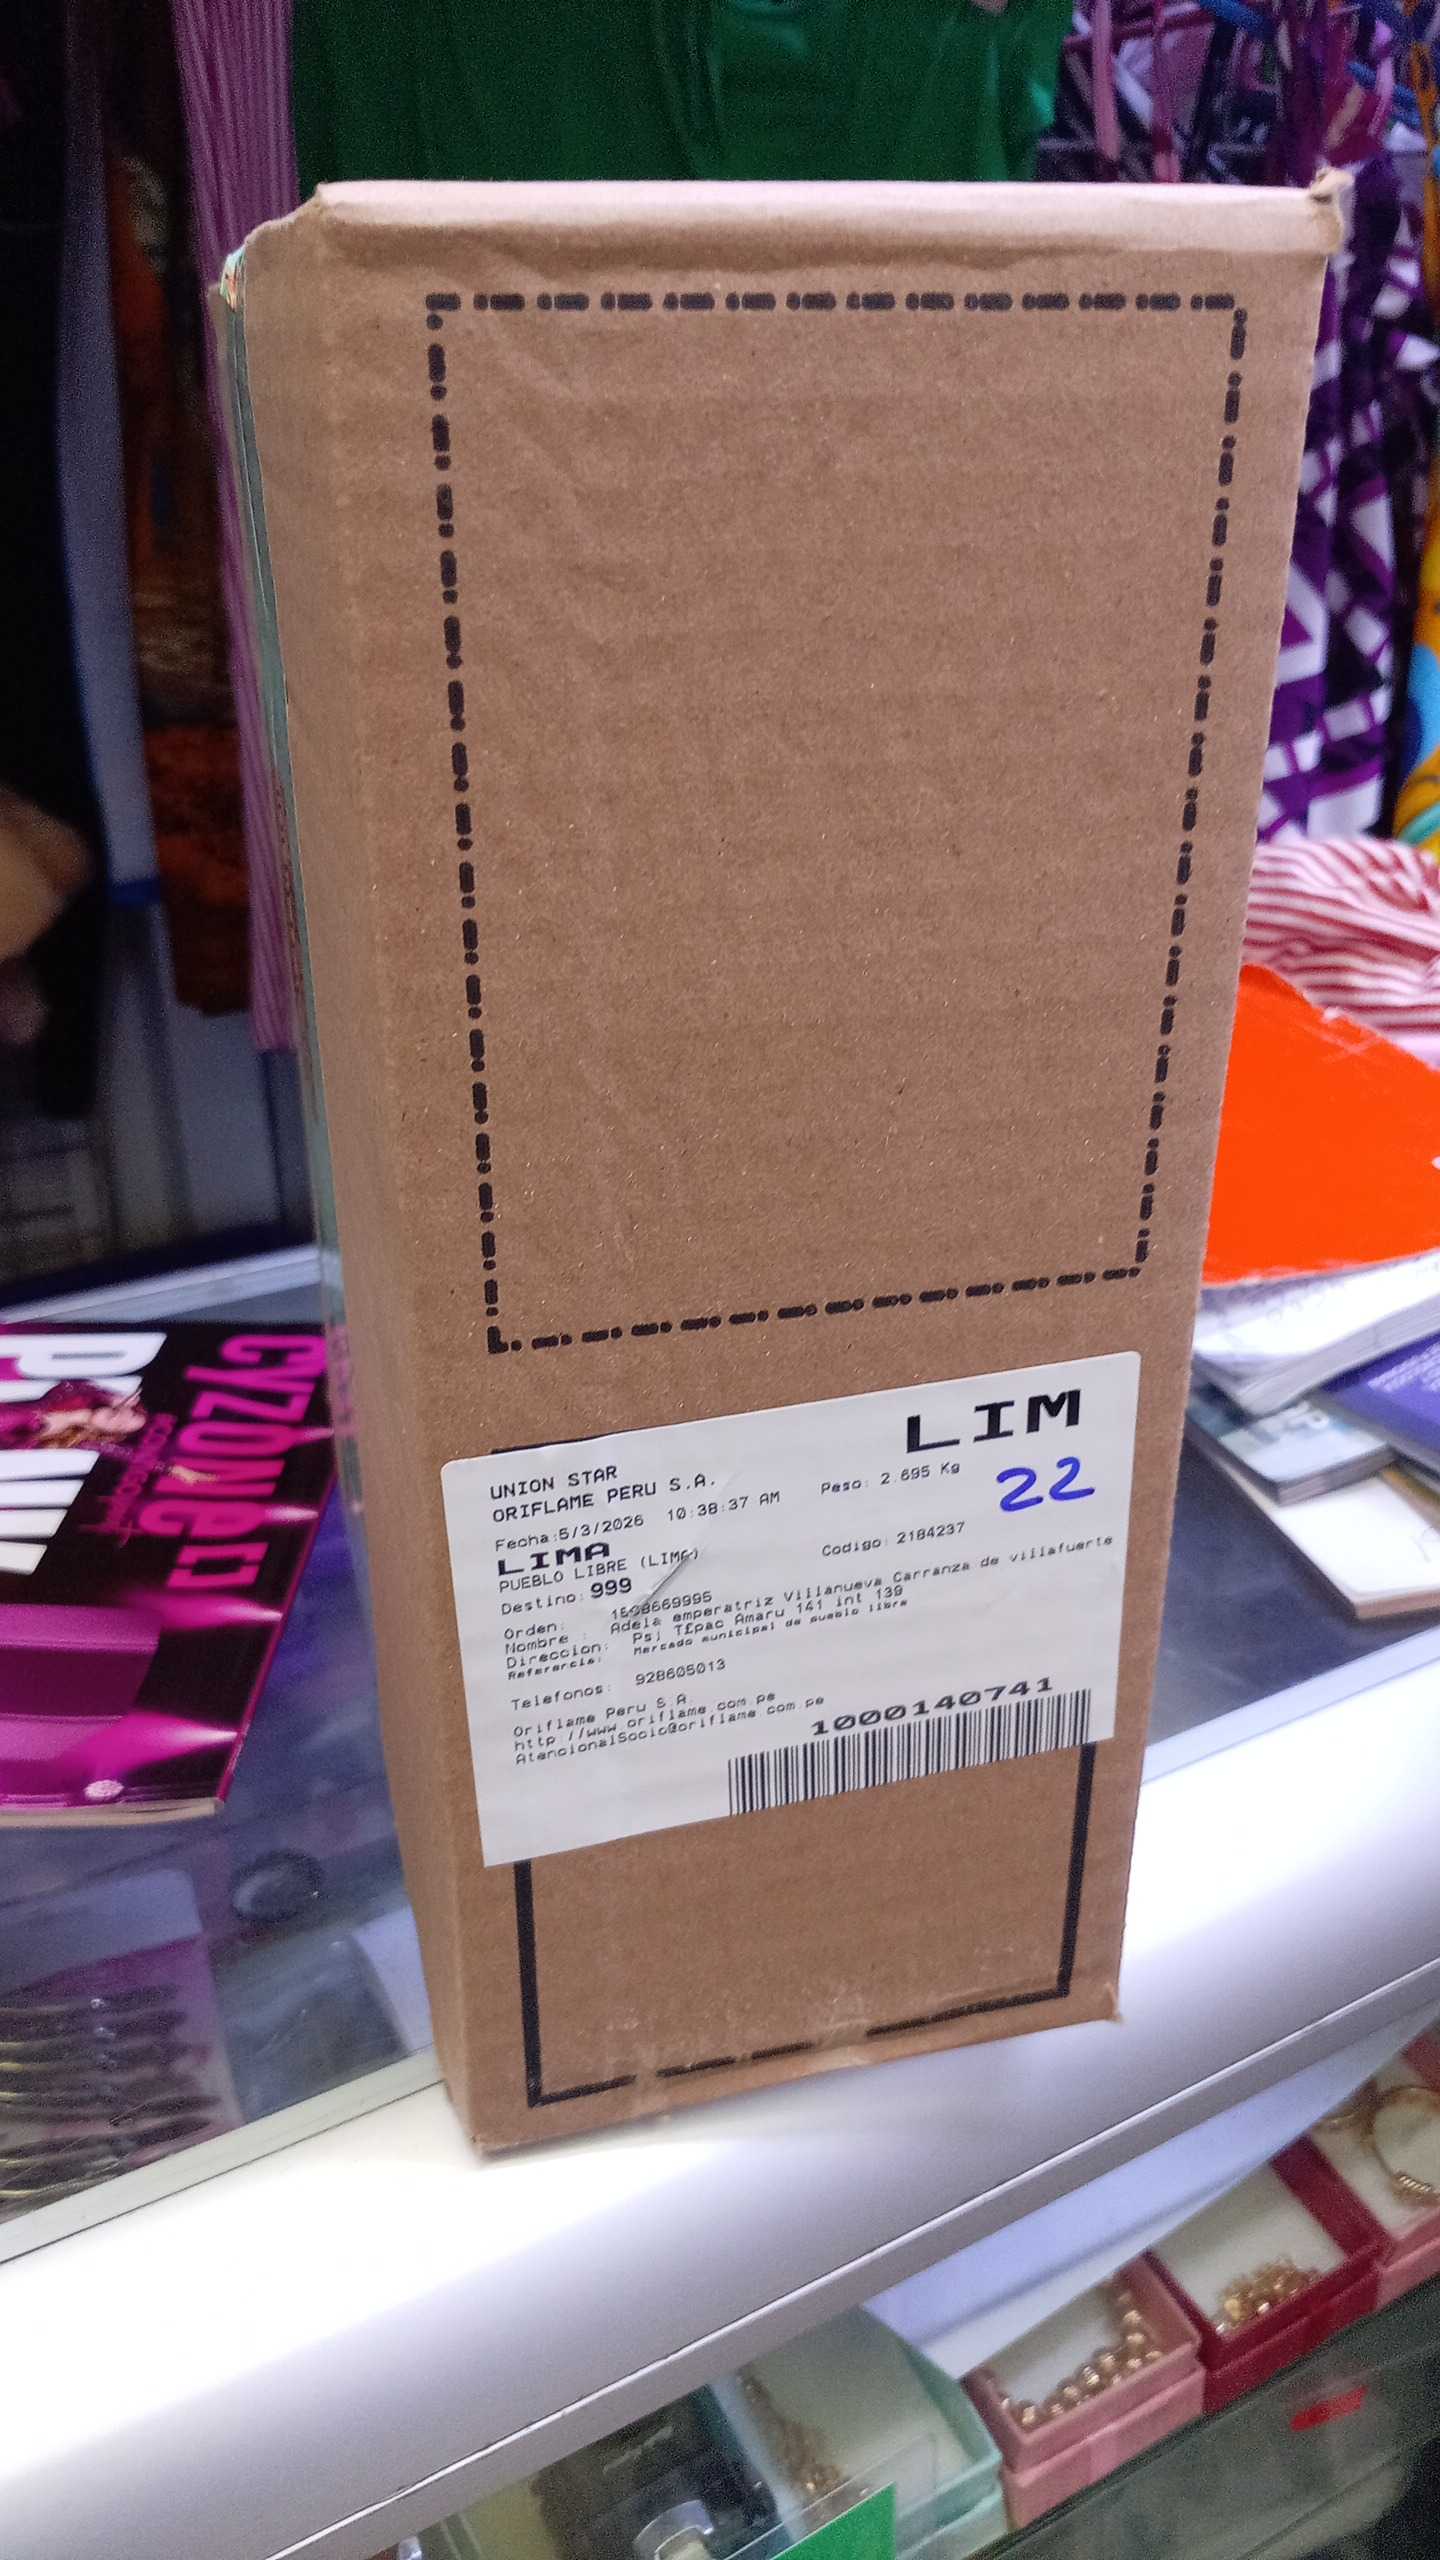 LIM
UNION STAR
ORIFLAME PERU S.A.
Peso: 2.695 Kg
22
Fecha:5/3/2026 10:38:37 AM
LIMA
PUEBLO LIBRE (LIMA)
Codigo: 2184237
Destino: 999
Orden:
Nombre : Adela emperatriz Villanueva Carranza de villafuerte
Direccion: Psj T£pac Amaru 141 int 139
Referencia: Mercado municipal de pueblo libre
Telefonos: 928605013
Oriflame Peru S.A.
http://www.oriflame.com.pe
AtencionalSocio@oriflame.com.pe
1000140741
cyzone